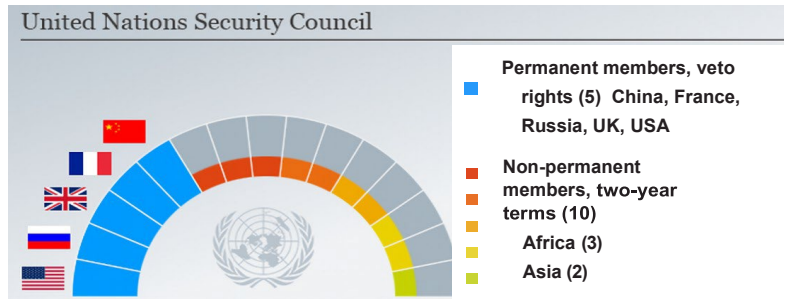 United Nations Security Council
Permanent members, veto
rights (5) China, France,
Russia, UK, USA
Non-permanent
members, two-year
terms (10)
Africa (3)
Asia (2)